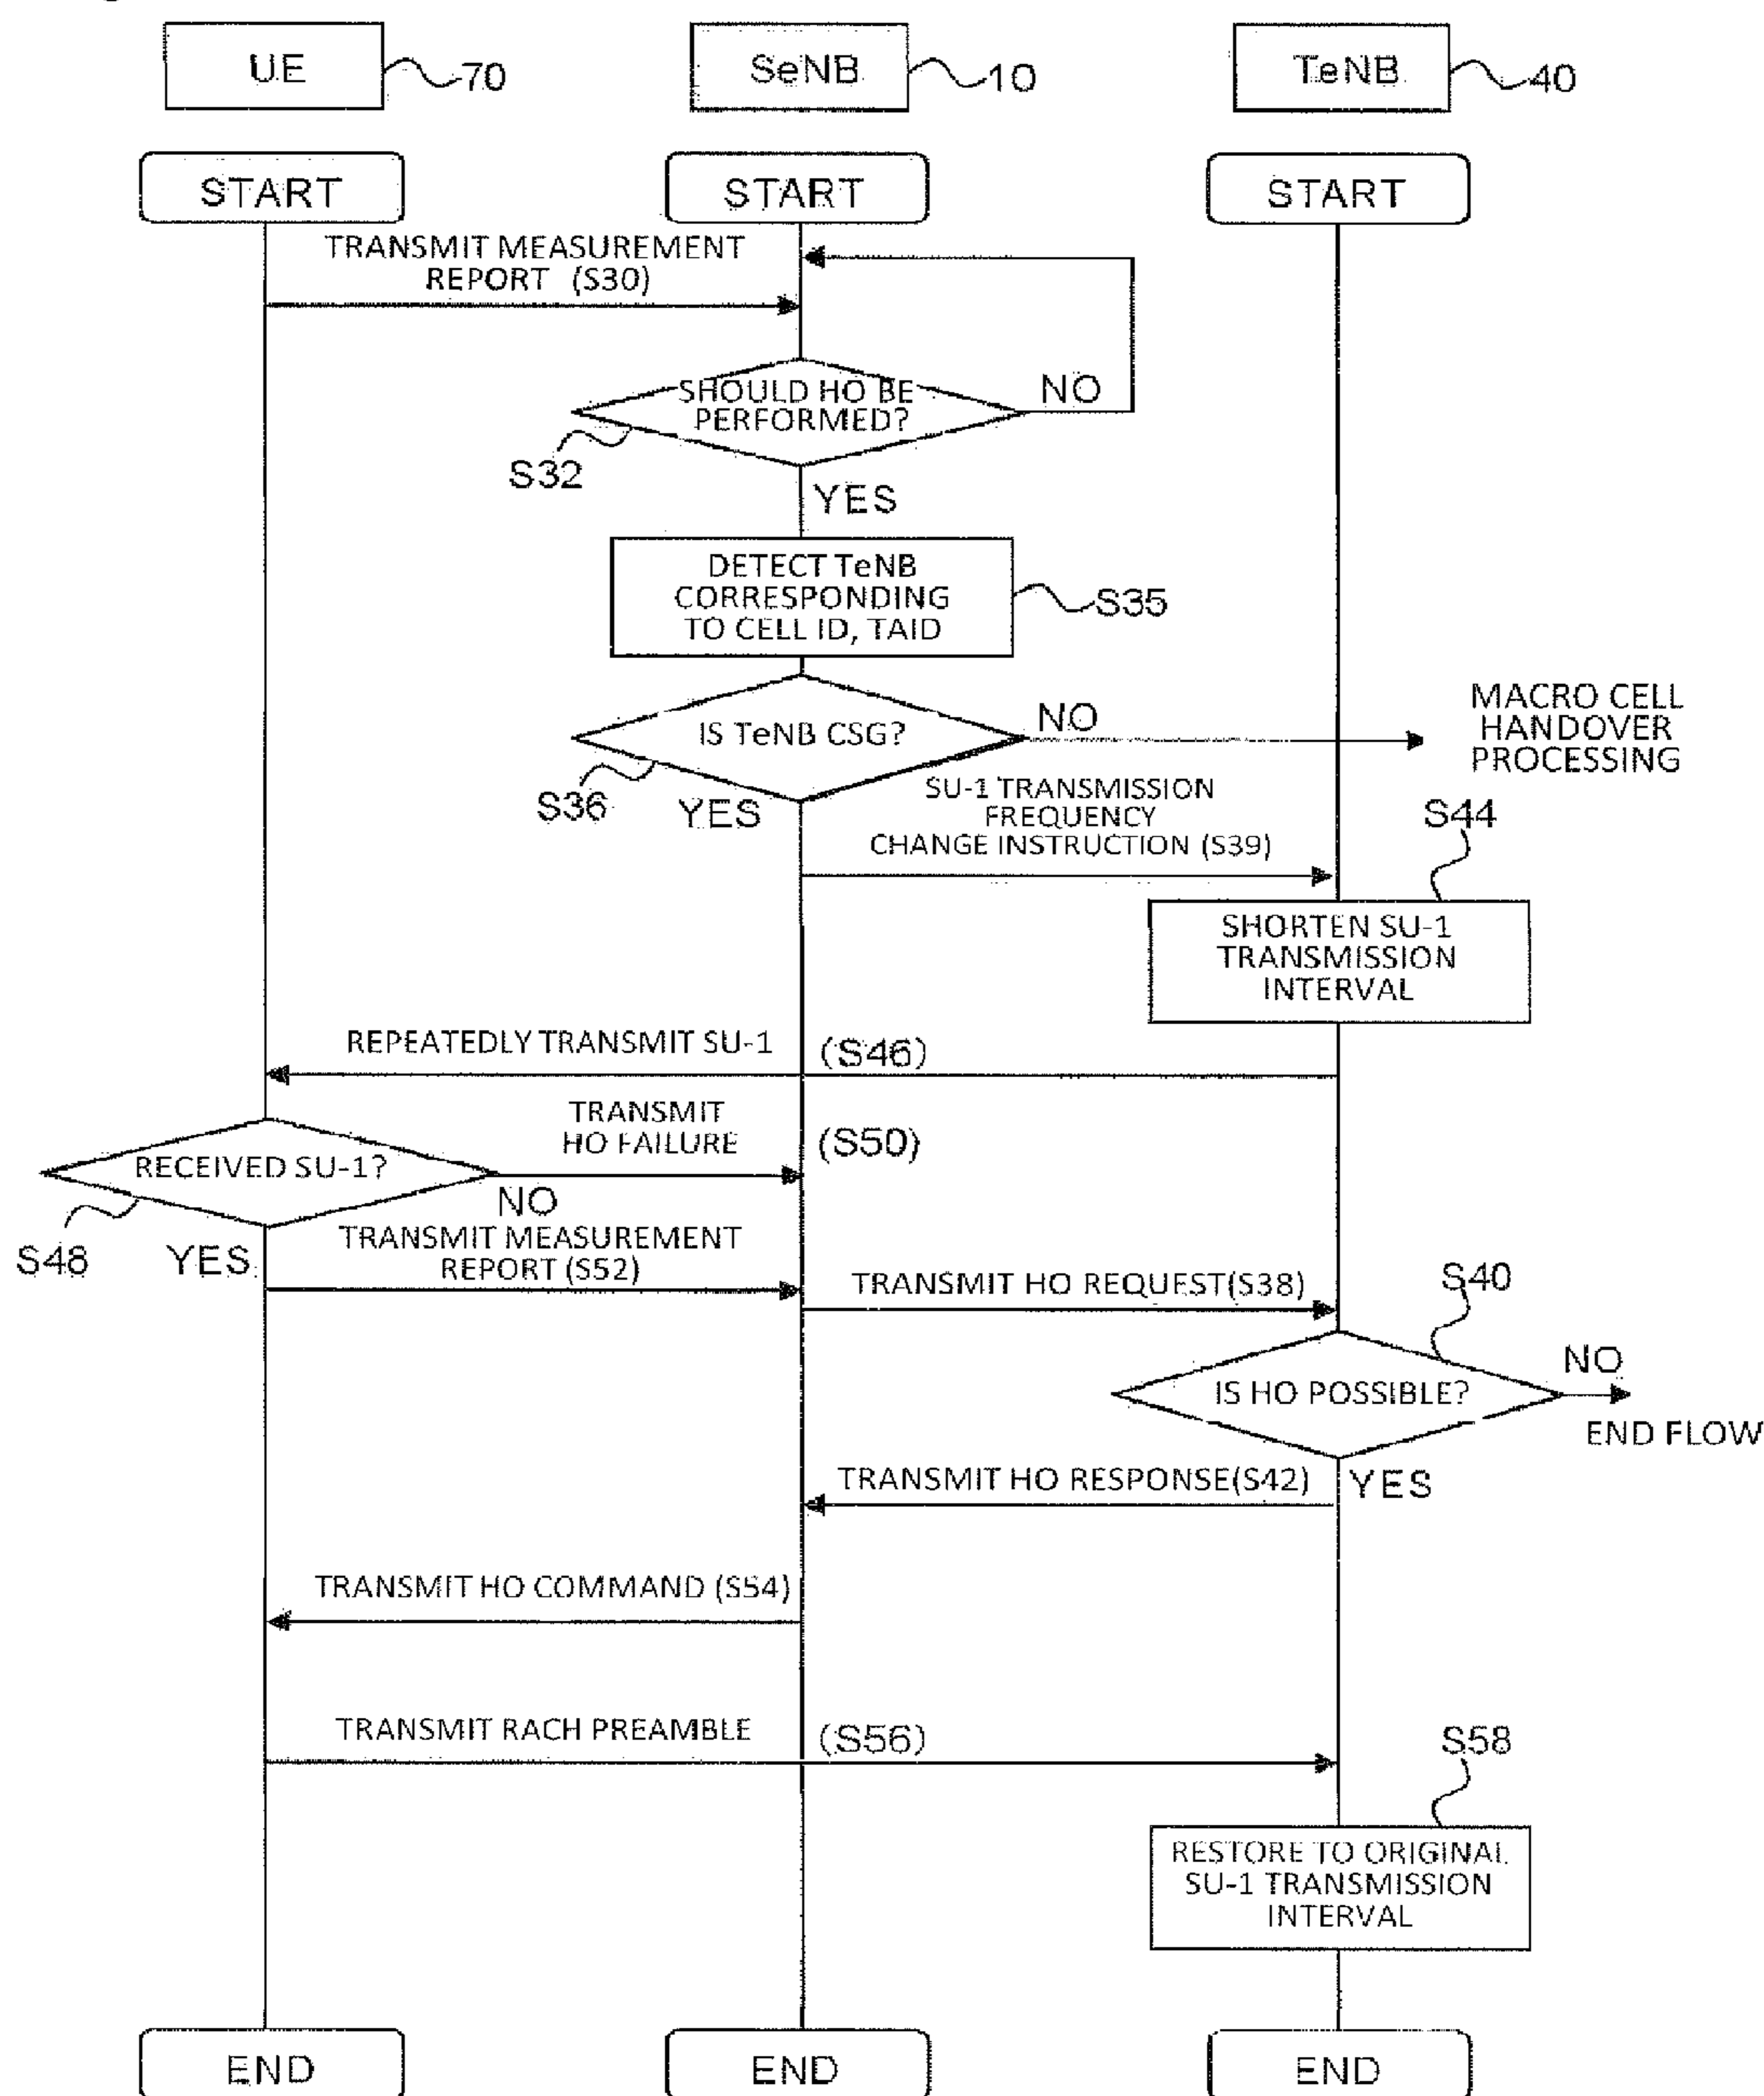 UE
70
SeNB
10
TeNB
40
START
START
START
TRANSMIT MEASUREMENT
REPORT (S30)
SHOULD HO BE
PERFORMED?
NO
S32
YES
DETECT TeNB
CORRESPONDING
TO CELL ID, TAID
S35
IS TeNB CSG?
NO
MACRO CELL
HANDOVER
PROCESSING
S36
YES
SU-1 TRANSMISSION
FREQUENCY
CHANGE INSTRUCTION (S39)
S44
SHORTEN SU-1
TRANSMISSION
INTERVAL
REPEATEDLY TRANSMIT SU-1 (S46)
TRANSMIT
HO FAILURE (S50)
RECEIVED SU-1?
NO
S48
YES
TRANSMIT MEASUREMENT
REPORT (S52)
TRANSMIT HO REQUEST(S38)
S40
IS HO POSSIBLE?
NO
END FLOW
TRANSMIT HO RESPONSE(S42)
YES
TRANSMIT HO COMMAND (S54)
TRANSMIT RACH PREAMBLE (S56)
S58
RESTORE TO ORIGINAL
SU-1 TRANSMISSION
INTERVAL
END
END
END